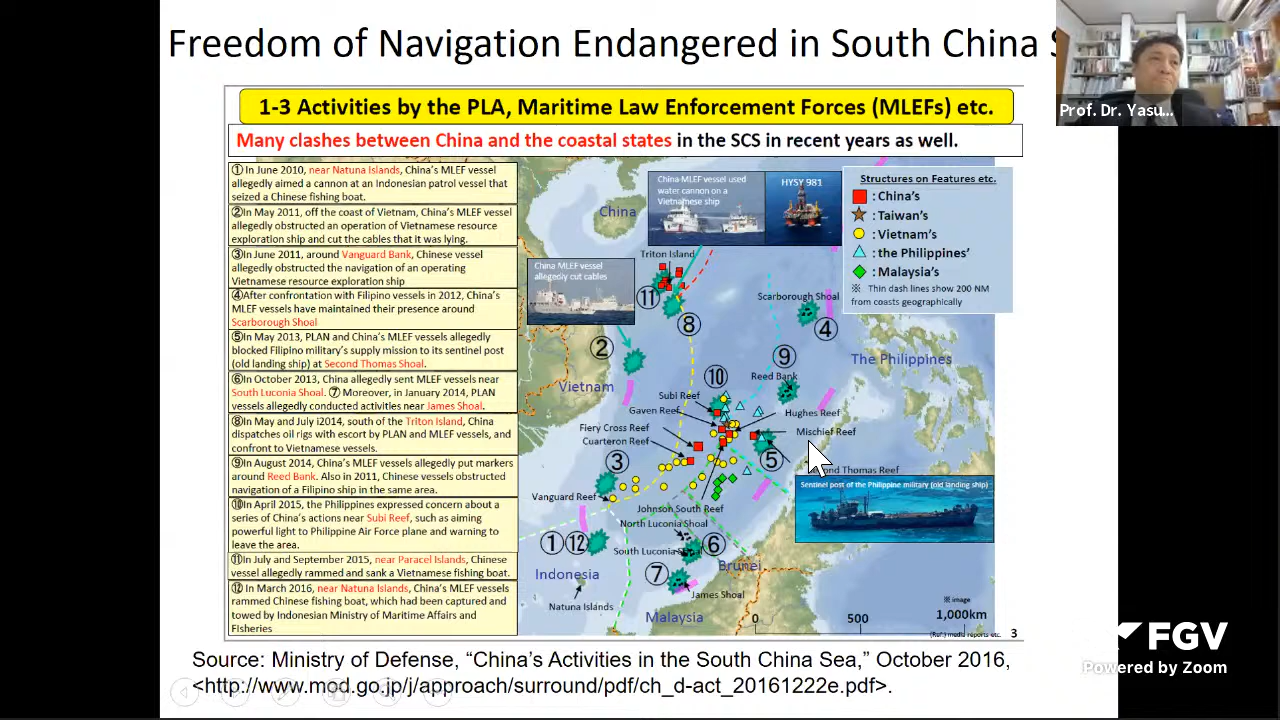 Freedom of Navigation Endangered in South China
Prof. Dr. Yasu...
1-3 Activities by the PLA, Maritime Law Enforcement Forces (MLEFs) etc.
Many clashes between China and the coastal states in the SCS in recent years as well.
①In June 2010, near Natuna Islands, China's MLEF vessel
allegedly aimed a cannon at an Indonesian patrol vessel that
seized a Chinese fishing boat.
②In May 2011, off the coast of Vietnam, China's MLEF vessel
allegedly obstructed an operation of Vietnamese resource
exploration ship and cut the cables that it was lying.
③In June 2011, around Vanguard Bank, Chinese vessel
allegedly obstructed the navigation of an operating
Vietnamese resource exploration ship
④After confrontation with Filipino vessels in 2012, China's
MLEF vessels have maintained their presence around
Scarborough Shoal
⑤In May 2013, PLAN and China's MLEF vessels allegedly
blocked Filipino military's supply mission to its sentinel post
(old landing ship) at Second Thomas Shoal.
⑥In October 2013, China allegedly sent MLEF vessels near
South Luconia Shoal. ⑦ Moreover, in January 2014, PLAN
vessels allegedly conducted activities near James Shoal.
⑧In May and July i2014, south of the Triton Island, China
dispatches oil rigs with escort by PLAN and MLEF vessels, and
confront to Vietnamese vessels.
⑨In August 2014, China's MLEF vessels allegedly put markers
around Reed Bank. Also in 2011, Chinese vessels obstructed
navigation of a Filipino ship in the same area.
⑩In April 2015, the Philippines expressed concern about a
series of China's actions near Subi Reef, such as aiming
powerful light to Philippine Air Force plane and warning to
leave the area.
⑪In July and September 2015, near Paracel Islands, Chinese
vessel allegedly rammed and sank a Vietnamese fishing boat.
⑫ In March 2016, near Natuna Islands, China's MLEF vessels
rammed Chinese fishing boat, which had been captured and
towed by Indonesian Ministry of Maritime Affairs and
Fisheries
China MLEF vessel used
water cannon on a
Vietnamese ship
HYSY 981
Structures on Features etc.
: China's
: Taiwan's
: Vietnam's
: the Philippines'
: Malaysia's
※ Thin dash lines show 200 NM
from coasts geographically
China
Triton Island
China MLEF vessel
allegedly cut cables
⑪
Scarborough Shoal
⑧
④
②
⑨
The Philippines
⑩
Reed Bank
Vietnam
Subi Reef
Gaven Reef
Hughes Reef
Fiery Cross Reef
Mischief Reef
Cuarteron Reef
③
⑤
Thomas Reef
Sentinel post of the Philippine military (old landing ship)
Vanguard Reef
Johnson South Reef
North Luconia Shoal
①⑫
⑥
South Luconia Shoal
Brunei
Indonesia
⑦
James Shoal
Natuna Islands
Malaysia
※ image
0 500 1,000km
(Ref.) media reports etc. 3
Source: Ministry of Defense, “China’s Activities in the South China Sea,” October 2016,
<http://www.mod.go.jp/j/approach/surround/pdf/ch_d-act_20161222e.pdf>.
FGV
Powered by Zoom